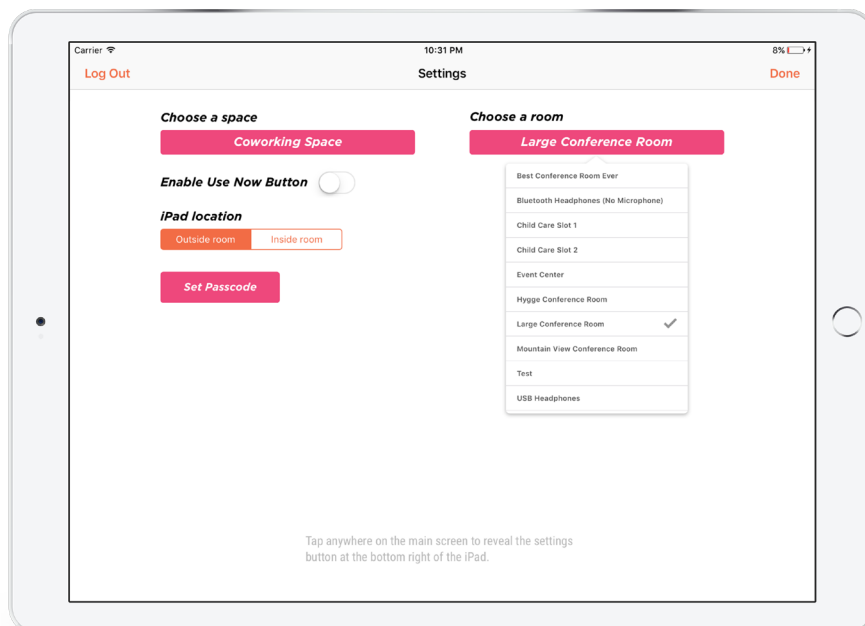 Carrier
10:31 PM
8%
Log Out
Settings
Done
Choose a space
Coworking Space
Enable Use Now Button
iPad location
Outside room
Inside room
Set Passcode
Choose a room
Large Conference Room
Best Conference Room Ever
Bluetooth Headphones (No Microphone)
Child Care Slot 1
Child Care Slot 2
Event Center
Hygge Conference Room
Large Conference Room
Mountain View Conference Room
Test
USB Headphones
Tap anywhere on the main screen to reveal the settings
button at the bottom right of the iPad.